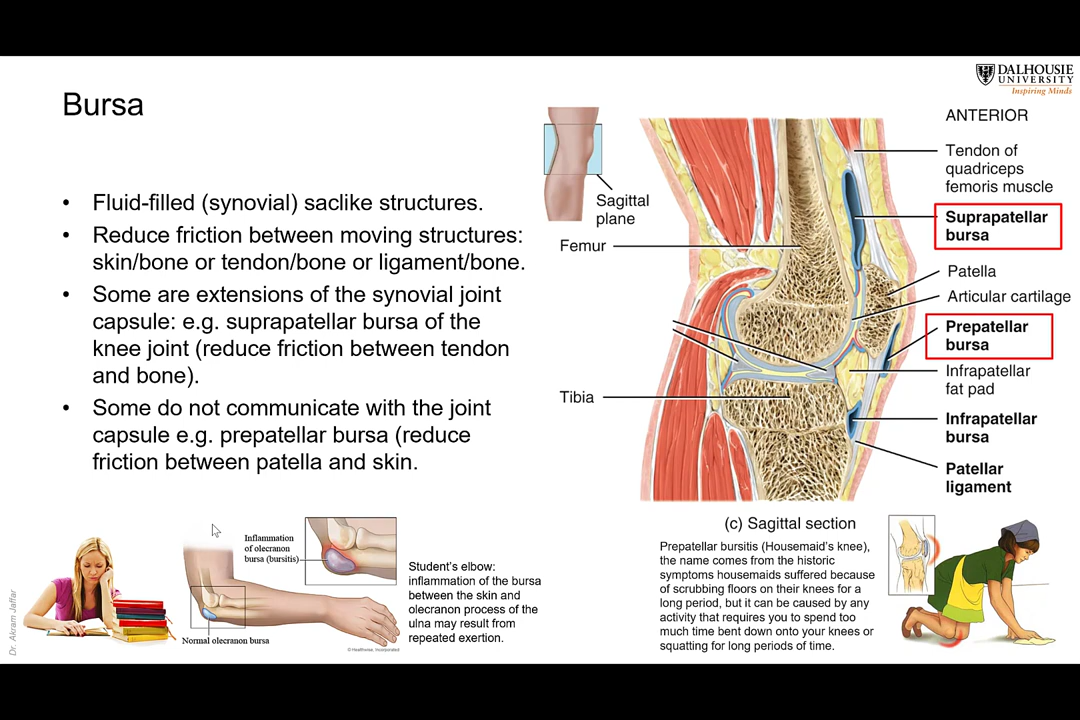 DALHOUSIE
UNIVERSITY
Inspiring Minds
Bursa
• Fluid-filled (synovial) saclike structures.
• Reduce friction between moving structures:
skin/bone or tendon/bone or ligament/bone.
• Some are extensions of the synovial joint
capsule: e.g. suprapatellar bursa of the
knee joint (reduce friction between tendon
and bone).
• Some do not communicate with the joint
capsule e.g. prepatellar bursa (reduce
friction between patella and skin.
Sagittal
plane
Femur
Tibia
ANTERIOR
Tendon of
quadriceps
femoris muscle
Suprapatellar
bursa
Patella
Articular cartilage
Prepatellar
bursa
Infrapatellar
fat pad
Infrapatellar
bursa
Patellar
ligament
(c) Sagittal section
Inflammation
of olecranon
bursa (bursitis)
Normal olecranon bursa
© Healthwise, Incorporated
Student's elbow:
inflammation of the bursa
between the skin and
olecranon process of the
ulna may result from
repeated exertion.
Prepatellar bursitis (Housemaid's knee),
the name comes from the historic
symptoms housemaids suffered because
of scrubbing floors on their knees for a
long period, but it can be caused by any
activity that requires you to spend too
much time bent down onto your knees or
squatting for long periods of time.
Dr. Akram Jaffar